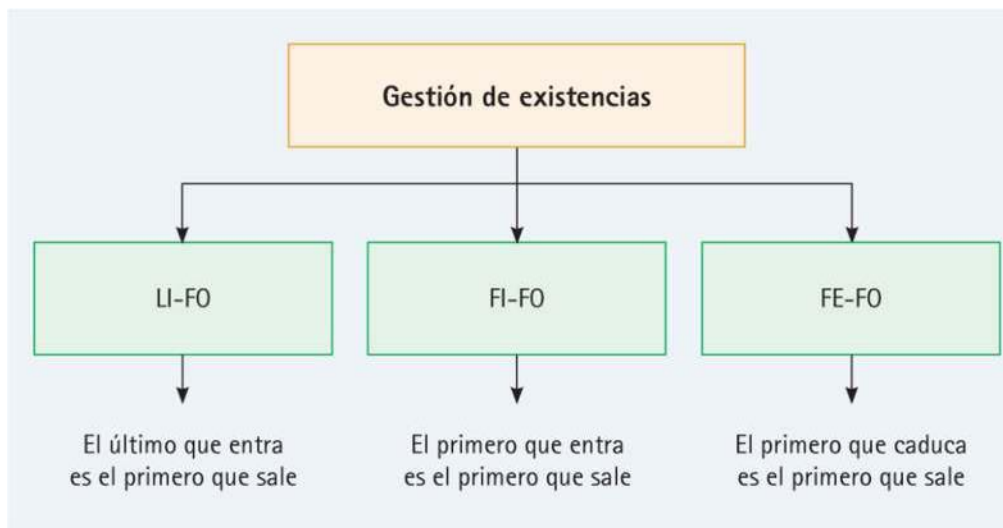 Gestión de existencias
LI-FO
FI-FO
FE-FO
El último que entra
es el primero que sale
El primero que entra
es el primero que sale
El primero que caduca
es el primero que sale